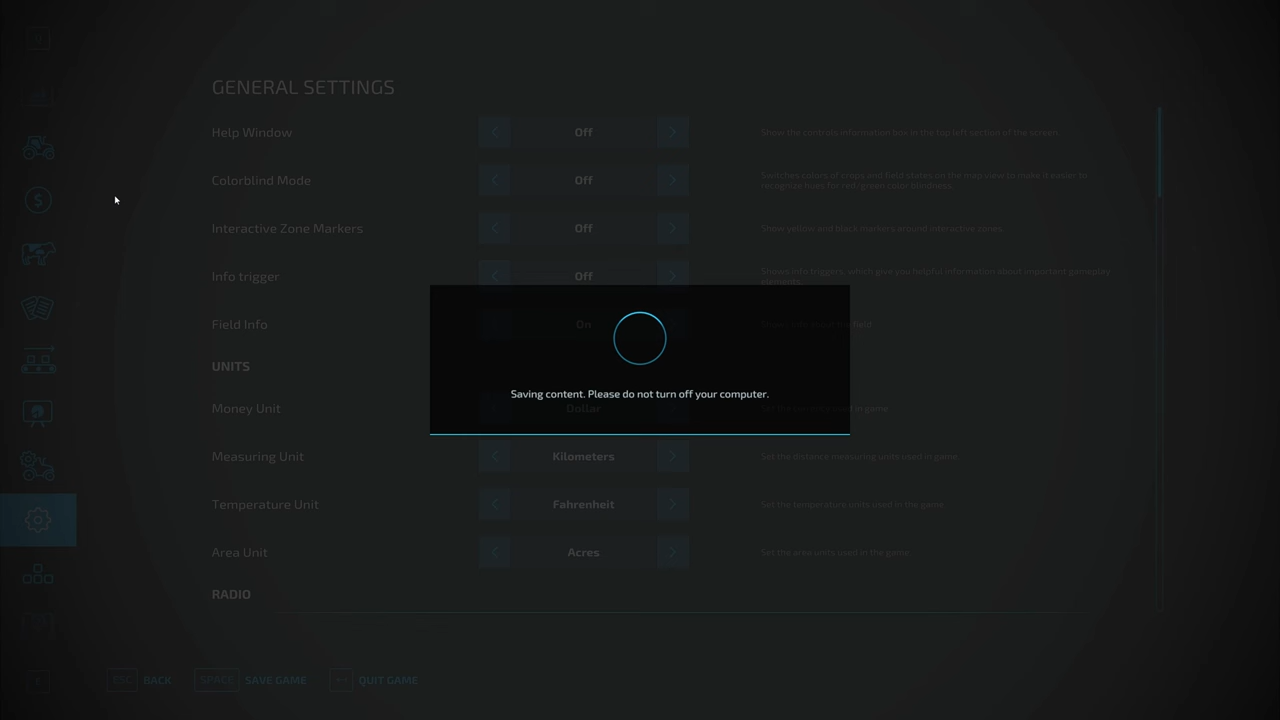 GENERAL SETTINGS
Help Window
Off
Show the controls information box in the top left section of the screen.
Colorblind Mode
Off
Switches colors of crops and field states on the map view to make it easier to
recognize hues for red/green color blindness.
Interactive Zone Markers
Off
Show yellow and black markers around interactive zones.
Info trigger
Off
Shows info triggers, which give you helpful information about important gameplay
elements.
Field Info
On
field
Saving content. Please do not turn off your computer.
UNITS
Money Unit
Dollar
used in game.
Measuring Unit
Kilometers
Set the distance measuring units used in game.
Temperature Unit
Fahrenheit
Set the temperature units used in the game.
Area Unit
Acres
Set the area units used in the game.
RADIO
ESC BACK
SPACE SAVE GAME
QUIT GAME